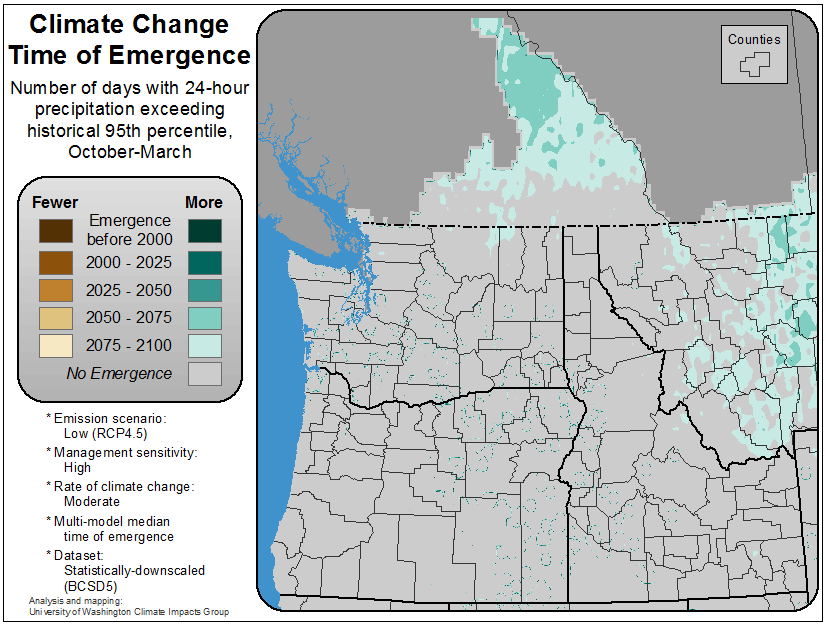 Climate Change
Time of Emergence
Number of days with 24-hour
precipitation exceeding
historical 95th percentile,
October-March
Fewer More
Emergence
before 2000
2000 - 2025
2025 - 2050
2050 - 2075
2075 - 2100
No Emergence
* Emission scenario:
Low (RCP4.5)
* Management sensitivity:
High
* Rate of climate change:
Moderate
* Multi-model median
time of emergence
* Dataset:
Statistically-downscaled
(BCSD5)
Analysis and mapping:
University of Washington Climate Impacts Group
Counties